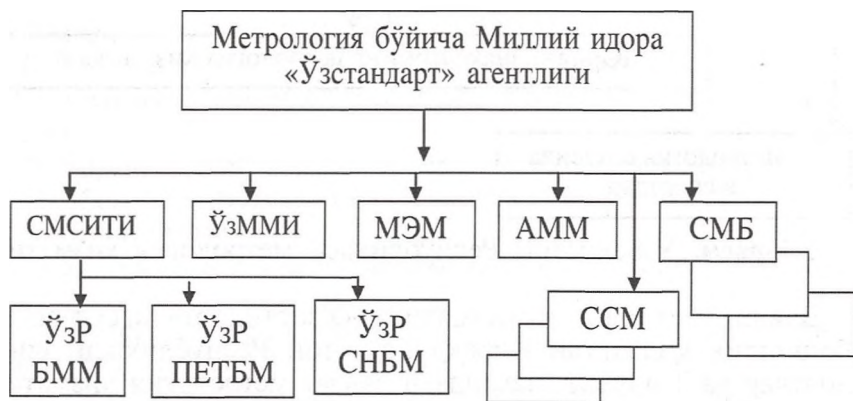 Метрология бўйича Миллий идора
«Ўзстандарт» агентлиги
СМСИТИ
ЎзММИ
МЭМ
АММ
СМБ
ЎзР
БММ
ЎзР
ПЕТБМ
ЎзР
СНБМ
ССМ